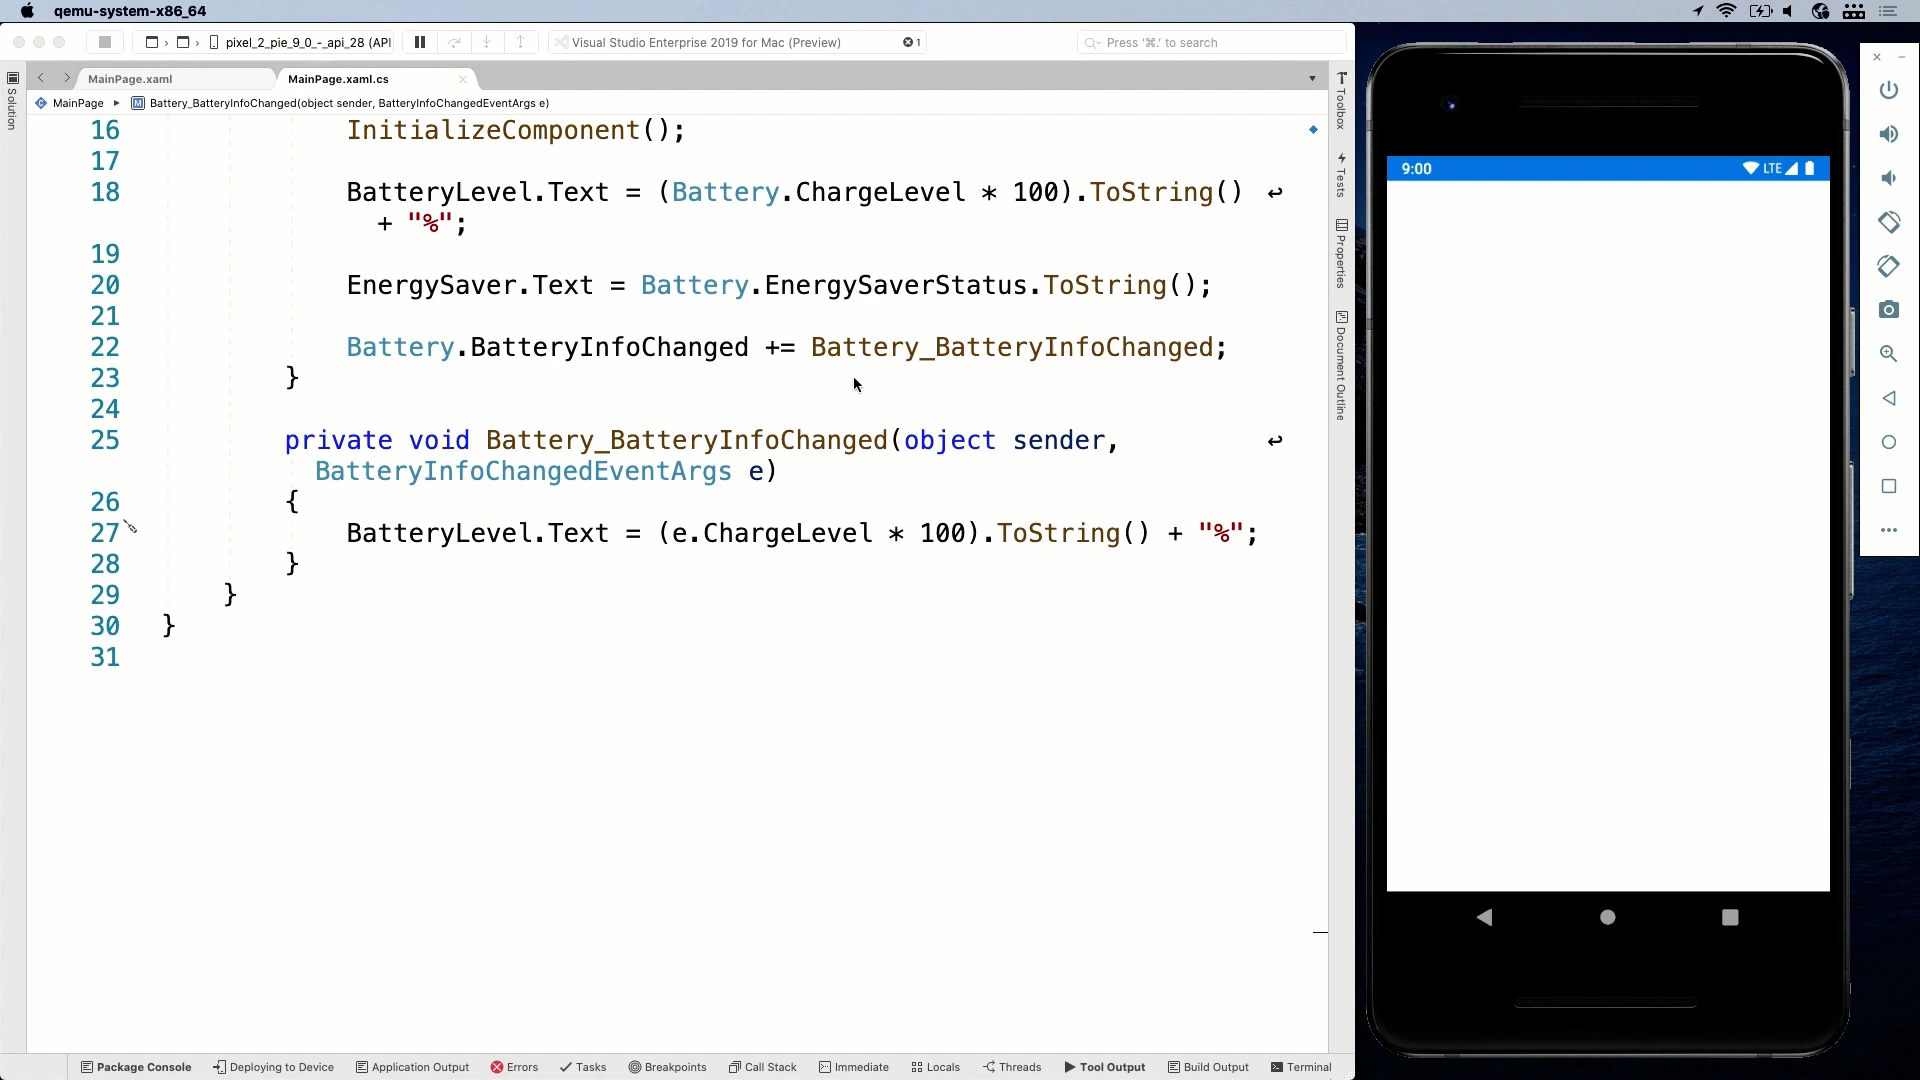 qemu-system-x86_64
pixel_2_pie_9_0_-_api_28 (API
Visual Studio Enterprise 2019 for Mac (Preview)
1
Press '⌘.' to search
MainPage.xaml
MainPage.xaml.cs
MainPage
Battery_BatteryInfoChanged(object sender, BatteryInfoChangedEventArgs e)
Solution
16 InitializeComponent();
17
18 BatteryLevel.Text = (Battery.ChargeLevel * 100).ToString()
+ "%";
19
20 EnergySaver.Text = Battery.EnergySaverStatus.ToString();
21
22 Battery.BatteryInfoChanged += Battery_BatteryInfoChanged;
23 }
24
25 private void Battery_BatteryInfoChanged(object sender,
BatteryInfoChangedEventArgs e)
26 {
27 BatteryLevel.Text = (e.ChargeLevel * 100).ToString() + "%";
28 }
29 }
30 }
31
Toolbox
Tests
Properties
Document Outline
9:00
LTE
Package Console
Deploying to Device
Application Output
Errors
Tasks
Breakpoints
Call Stack
Immediate
Locals
Threads
Tool Output
Build Output
Terminal